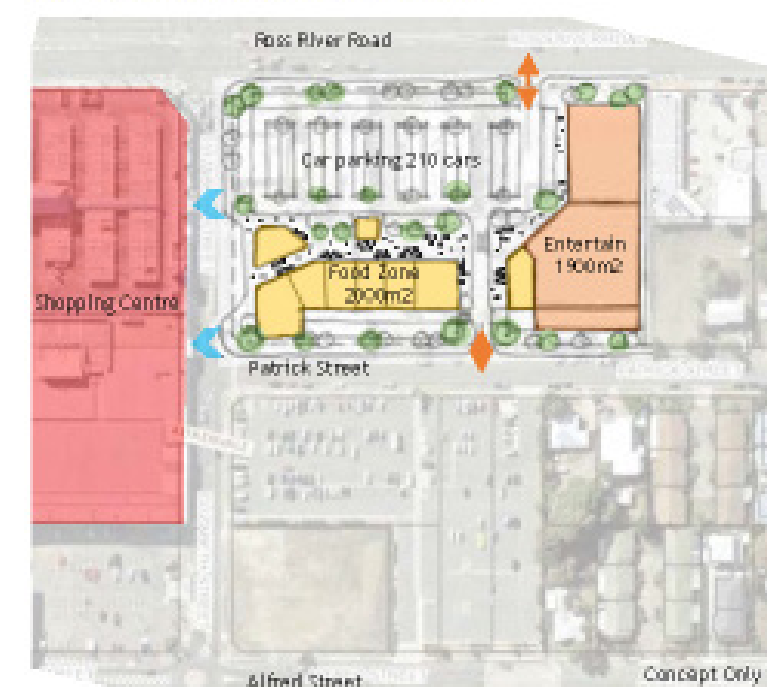 Ross River Road
Car parking 210 cars
Entertain
1900m2
Food Zone
2000m2
Shopping Centre
Patrick Street
Alfred Street
Concept Only